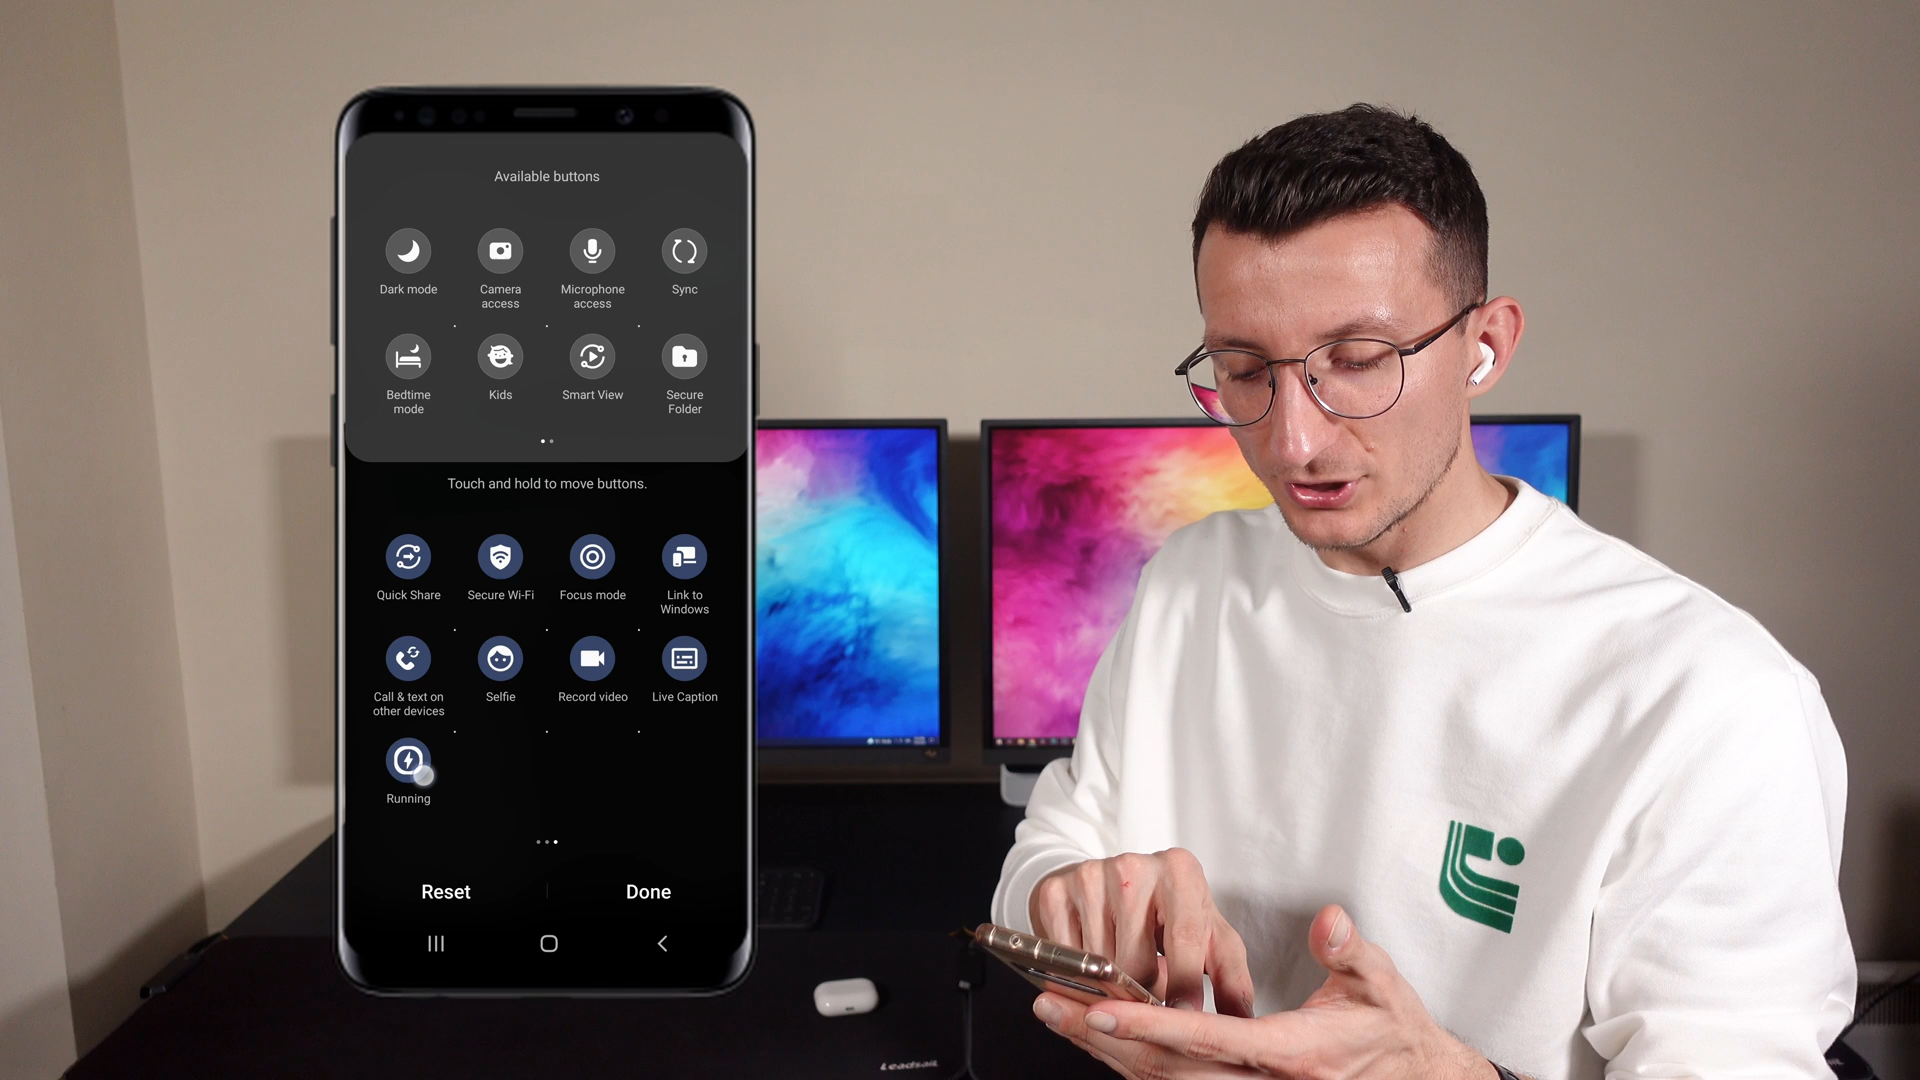 Available buttons
Dark mode
Camera
access
Microphone
access
Sync
Bedtime
mode
Kids
Smart View
Secure
Folder
Touch and hold to move buttons.
Quick Share
Secure Wi-Fi
Focus mode
Link to
Windows
Call & text on
other devices
Selfie
Record video
Live Caption
Running
Reset
Done
Leadsail